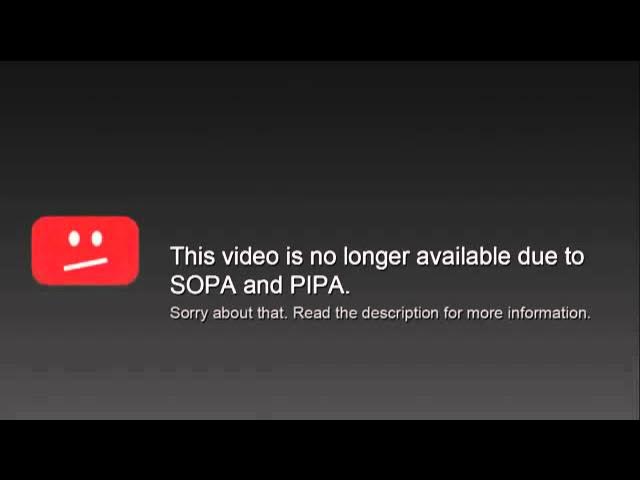 This video is no longer available due to
SOPA and PIPA.
Sorry about that. Read the description for more information.